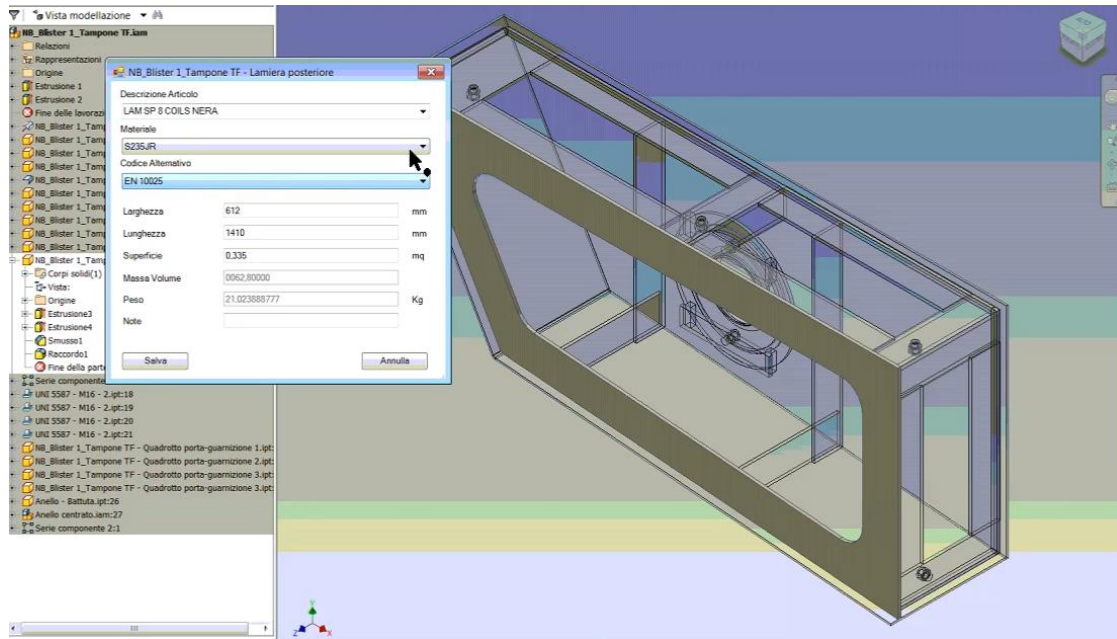 Vista modellazione
NB_Blister 1_Tampone TF.iam
Relazioni
Rappresentazioni
Origine
Estrusione 1
Estrusione 2
Fine delle lavorazi
NB_Blister 1_Tamp
NB_Blister 1_Tamp
NB_Blister 1_Tamp
NB_Blister 1_Tamp
NB_Blister 1_Tamp
NB_Blister 1_Tamp
NB_Blister 1_Tamp
NB_Blister 1_Tamp
NB_Blister 1_Tamp
NB_Blister 1_Tamp
NB_Blister 1_Tamp
Corpi solidi(1)
Vista:
Origine
Estrusione3
Estrusione4
Smusso1
Raccordo1
Fine della parte
Serie componente
UNI 5587 - M16 - 2.ipt:18
UNI 5587 - M16 - 2.ipt:19
UNI 5587 - M16 - 2.ipt:20
UNI 5587 - M16 - 2.ipt:21
NB_Blister 1_Tampone TF - Quadrotto porta-guarnizione 1.ipt:
NB_Blister 1_Tampone TF - Quadrotto porta-guarnizione 2.ipt:
NB_Blister 1_Tampone TF - Quadrotto porta-guarnizione 3.ipt:
NB_Blister 1_Tampone TF - Quadrotto porta-guarnizione 3.ipt:
Anello - Battuta.ipt:26
Anello centrato.iam:27
Serie componente 2:1
NB_Blister 1_Tampone TF - Lamiera posteriore
Descrizione Articolo
LAM SP 8 COILS NERA
Materiale
S235JR
Codice Alternativo
EN 10025
Larghezza 612 mm
Lunghezza 1410 mm
Superficie 0,335 mq
Massa Volume 0062,80000
Peso 21,023888777 Kg
Note
Salva Annulla
Z X